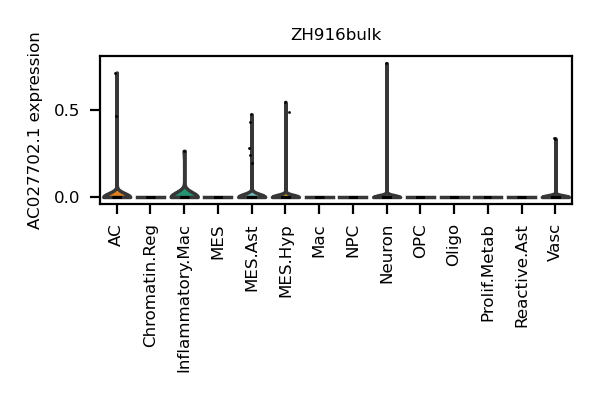 ZH916bulk
AC027702.1 expression
0.5
0.0
AC
Chromatin.Reg
Inflammatory.Mac
MES
MES.Ast
MES.Hyp
Mac
NPC
Neuron
OPC
Oligo
Prolif.Metab
Reactive.Ast
Vasc